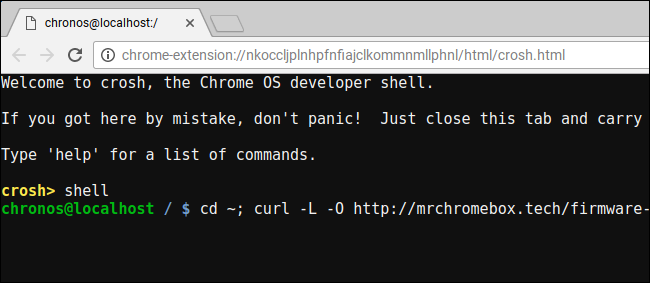 chronos@localhost:/
chrome-extension://nkoccljplnhpfnfiajclkommnmllphnl/html/crosh.html
Welcome to crosh, the Chrome OS developer shell.
If you got here by mistake, don't panic!  Just close this tab and carry
Type 'help' for a list of commands.
crosh> shell
chronos@localhost / $ cd ~; curl -L -O http://mrchromebox.tech/firmware-